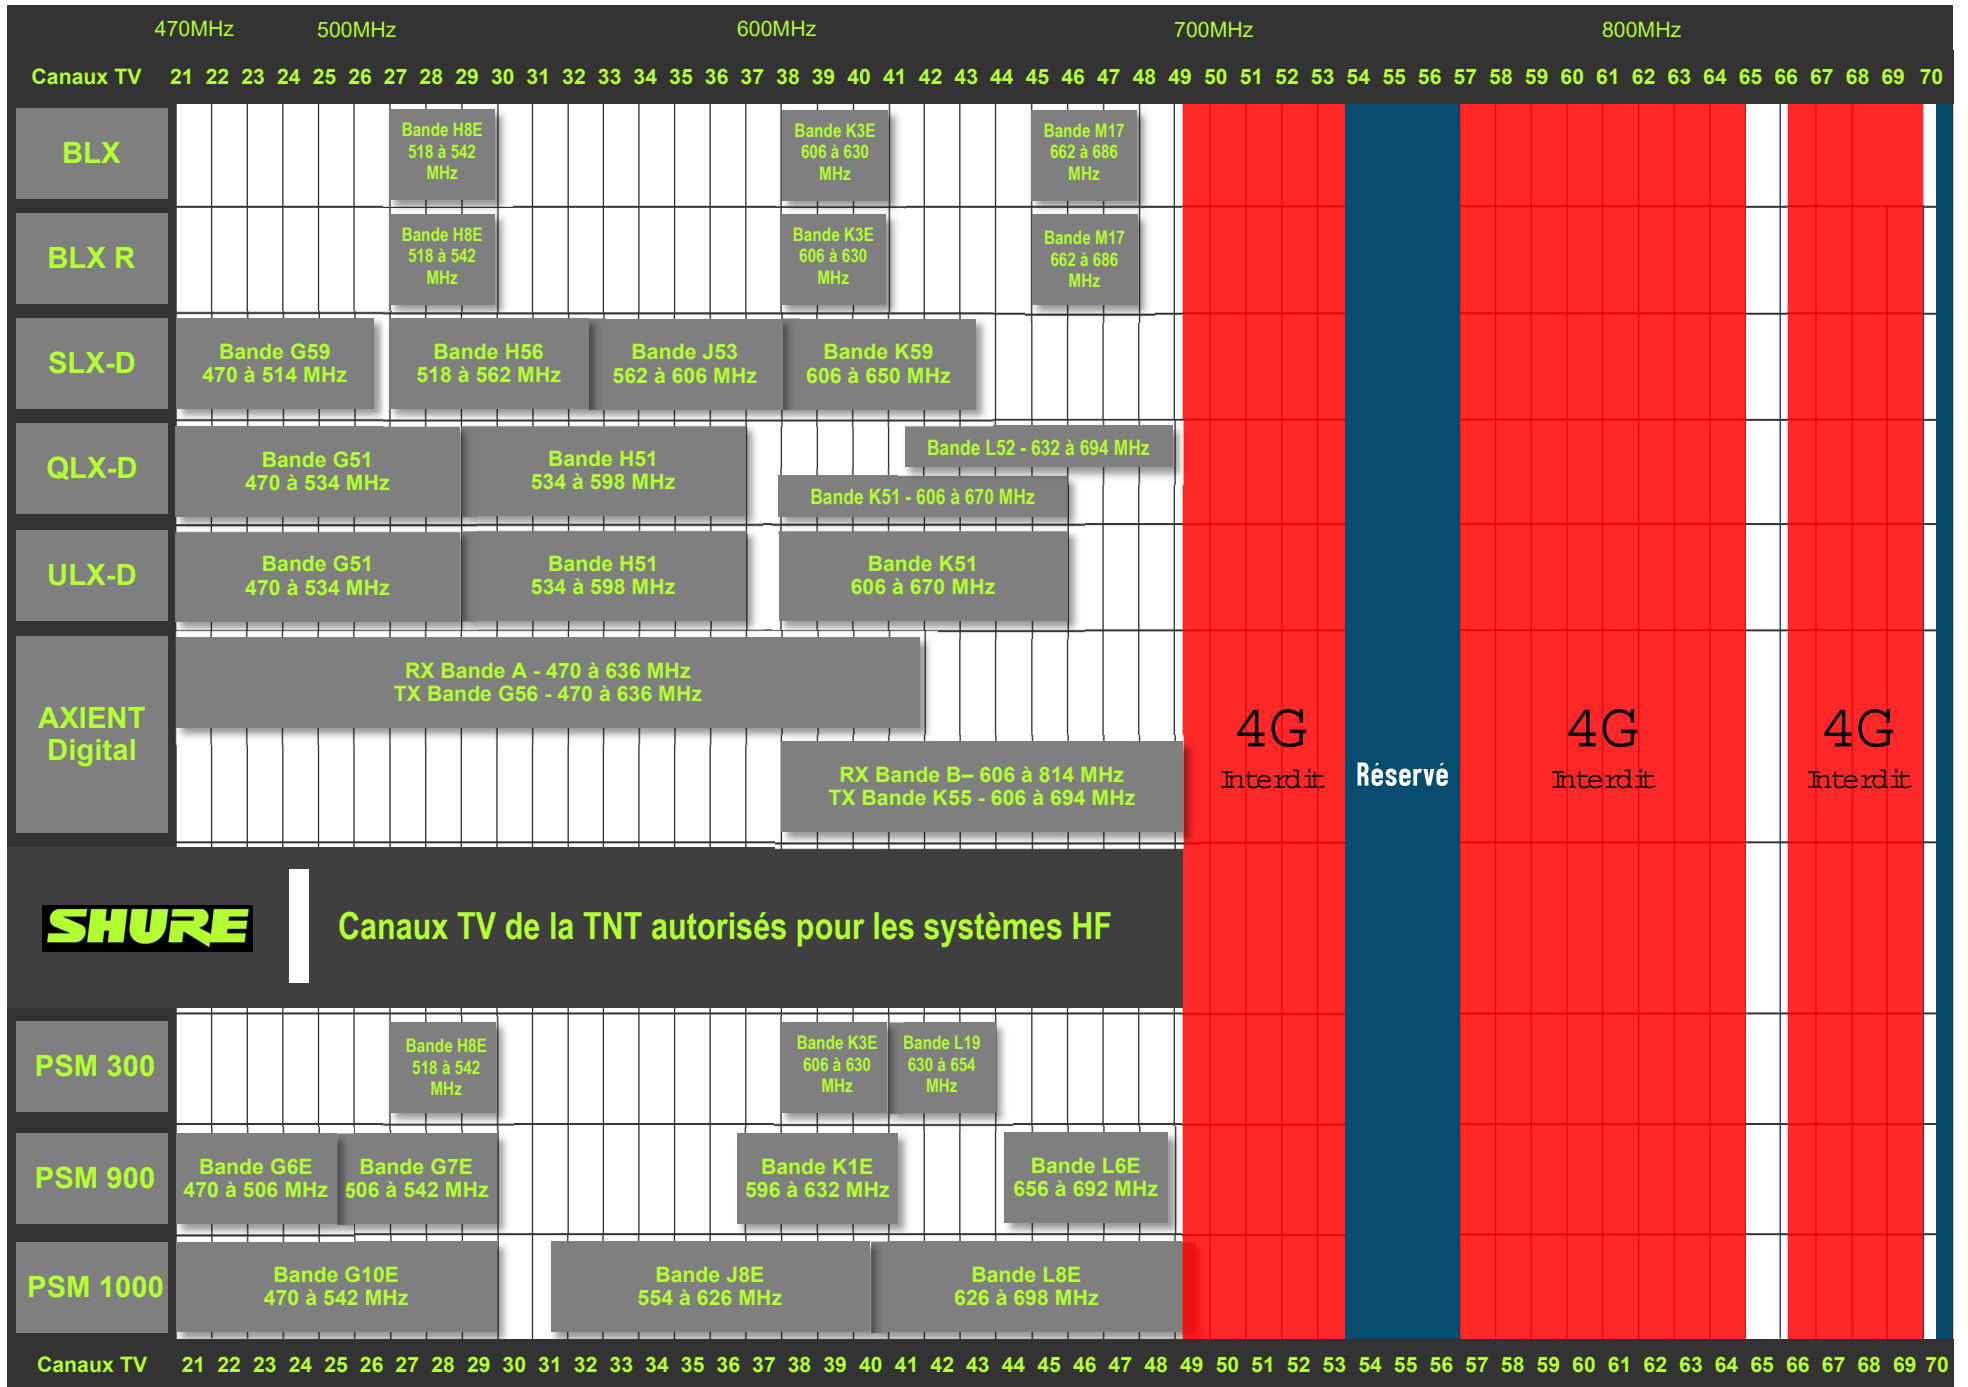 470MHz 500MHz 600MHz 700MHz 800MHz
Canaux TV 21 22 23 24 25 26 27 28 29 30 31 32 33 34 35 36 37 38 39 40 41 42 43 44 45 46 47 48 49 50 51 52 53 54 55 56 57 58 59 60 61 62 63 64 65 66 67 68 69 70
BLX
Bande H8E
518 à 542
MHz
Bande K3E
606 à 630
MHz
Bande M17
662 à 686
MHz
BLX R
Bande H8E
518 à 542
MHz
Bande K3E
606 à 630
MHz
Bande M17
662 à 686
MHz
SLX-D
Bande G59
470 à 514 MHz
Bande H56
518 à 562 MHz
Bande J53
562 à 606 MHz
Bande K59
606 à 650 MHz
QLX-D
Bande G51
470 à 534 MHz
Bande H51
534 à 598 MHz
Bande L52 - 632 à 694 MHz
Bande K51 - 606 à 670 MHz
ULX-D
Bande G51
470 à 534 MHz
Bande H51
534 à 598 MHz
Bande K51
606 à 670 MHz
AXIENT
Digital
RX Bande A - 470 à 636 MHz
TX Bande G56 - 470 à 636 MHz
RX Bande B– 606 à 814 MHz
TX Bande K55 - 606 à 694 MHz
4G
Interdit
Réservé
4G
Interdit
4G
Interdit
SHURE
Canaux TV de la TNT autorisés pour les systèmes HF
PSM 300
Bande H8E
518 à 542
MHz
Bande K3E
606 à 630
MHz
Bande L19
630 à 654
MHz
PSM 900
Bande G6E
470 à 506 MHz
Bande G7E
506 à 542 MHz
Bande K1E
596 à 632 MHz
Bande L6E
656 à 692 MHz
PSM 1000
Bande G10E
470 à 542 MHz
Bande J8E
554 à 626 MHz
Bande L8E
626 à 698 MHz
Canaux TV 21 22 23 24 25 26 27 28 29 30 31 32 33 34 35 36 37 38 39 40 41 42 43 44 45 46 47 48 49 50 51 52 53 54 55 56 57 58 59 60 61 62 63 64 65 66 67 68 69 70